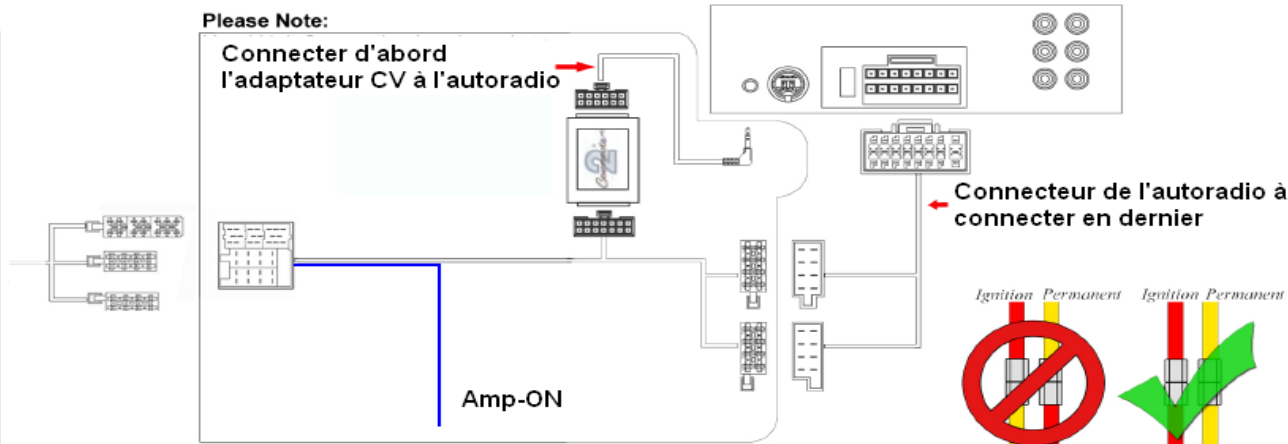 Please Note:
Connecter d'abord
l'adaptateur CV à l'autoradio
Connecteur de l'autoradio à
connecter en dernier
Ignition Permanent Ignition Permanent
Amp-ON